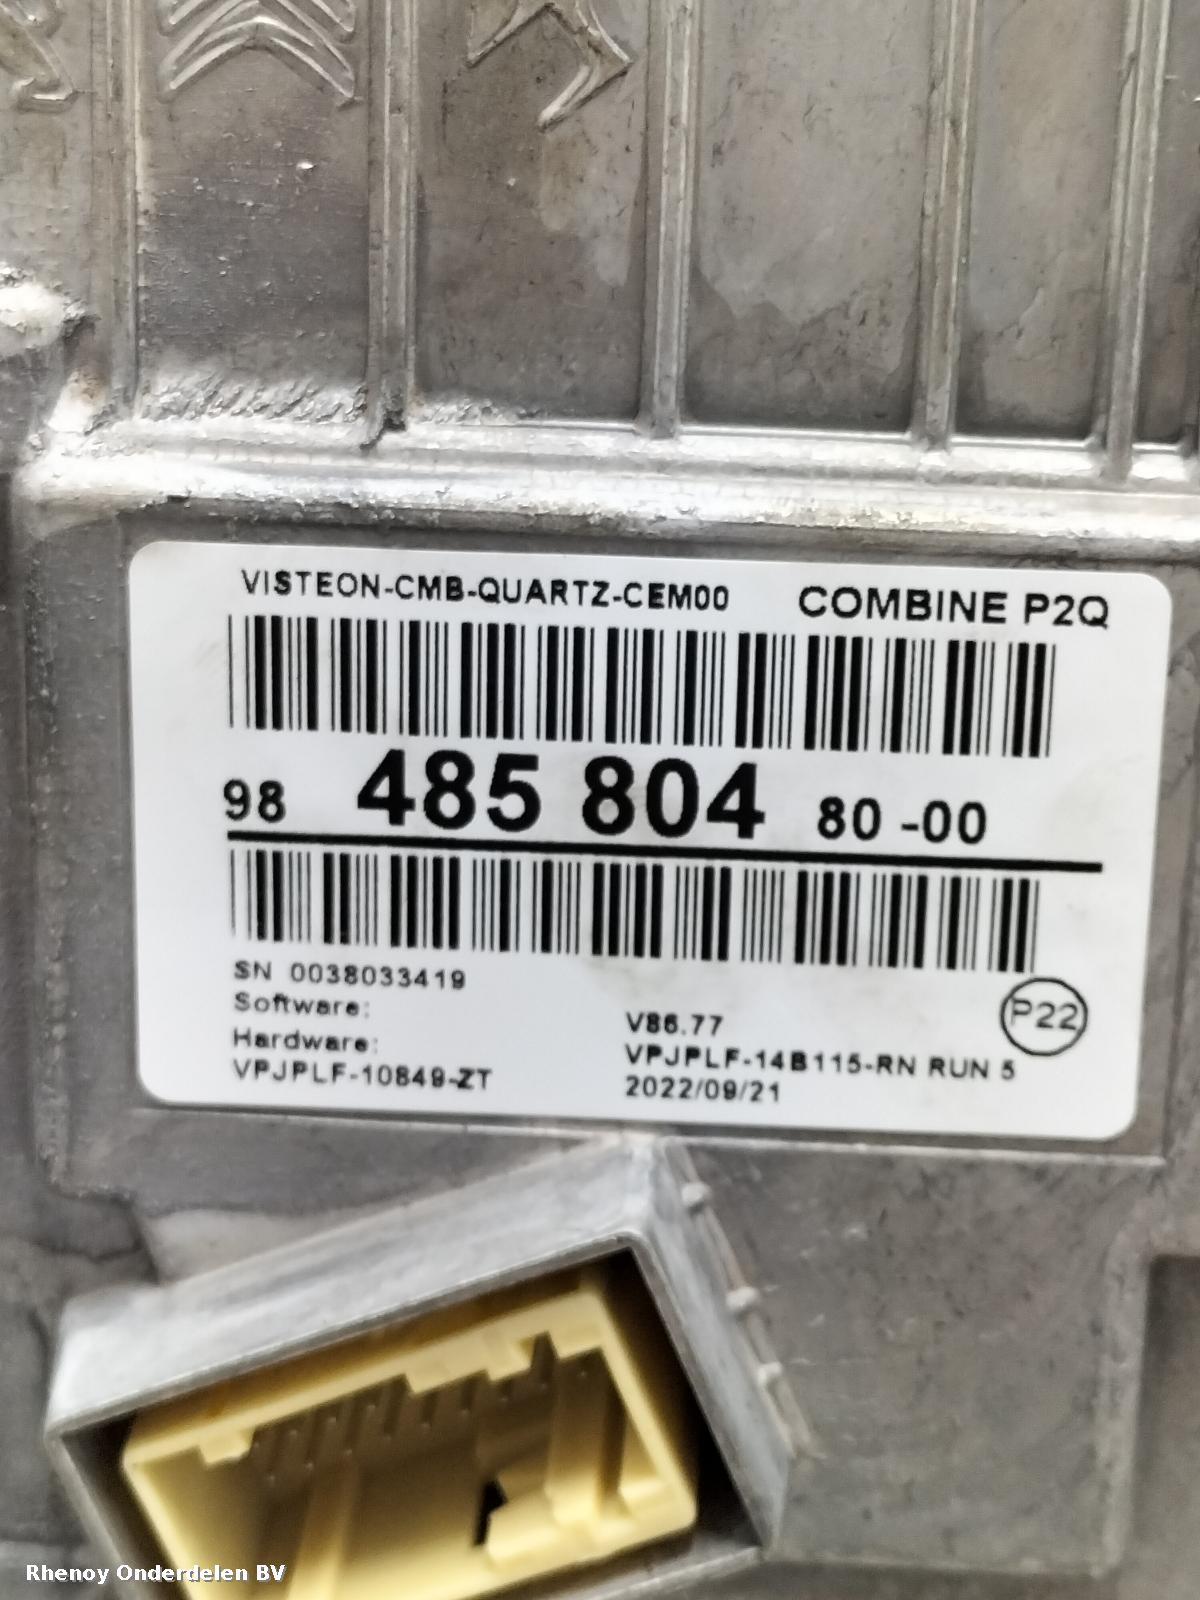 VISTEON-CMB-QUARTZ-CEM00 COMBINE P2Q
98 485 804 80 -00
SN 0038033419
Software: V86.77
P22
Hardware: VPJPLF-14B115-RN RUN 5
VPJPLF-10849-ZT 2022/09/21
Rhenoy Onderdelen BV